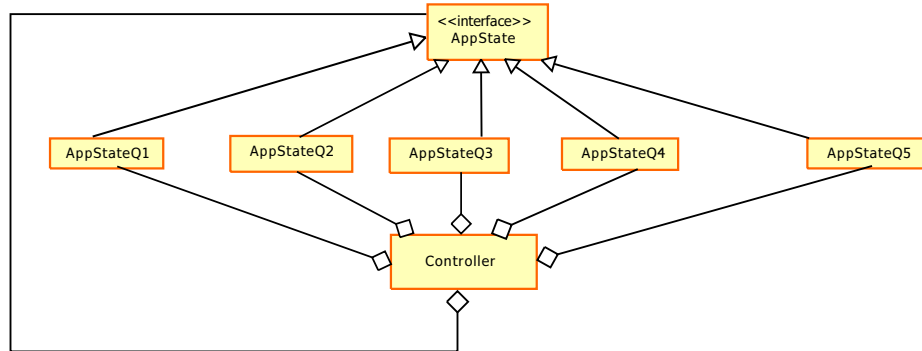 <<interface>>
AppState
AppStateQ1
AppStateQ2
AppStateQ3
AppStateQ4
AppStateQ5
Controller